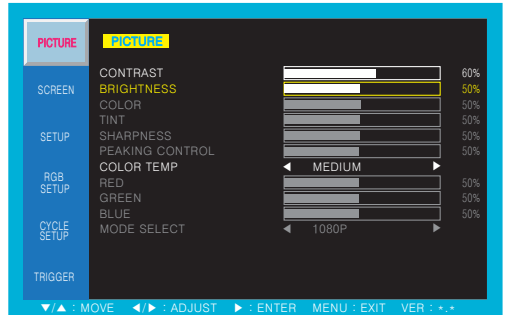 PICTURE
SCREEN
SETUP
RGB
SETUP
CYCLE
SETUP
TRIGGER
PICTURE
CONTRAST 60%
BRIGHTNESS 50%
COLOR 50%
TINT 50%
SHARPNESS 50%
PEAKING CONTROL 50%
COLOR TEMP ◀ MEDIUM ▶
RED 50%
GREEN 50%
BLUE 50%
MODE SELECT ◀ 1080P ▶
▼/▲ : MOVE ◀/▶ : ADJUST ▶ : ENTER MENU : EXIT VER : *.*